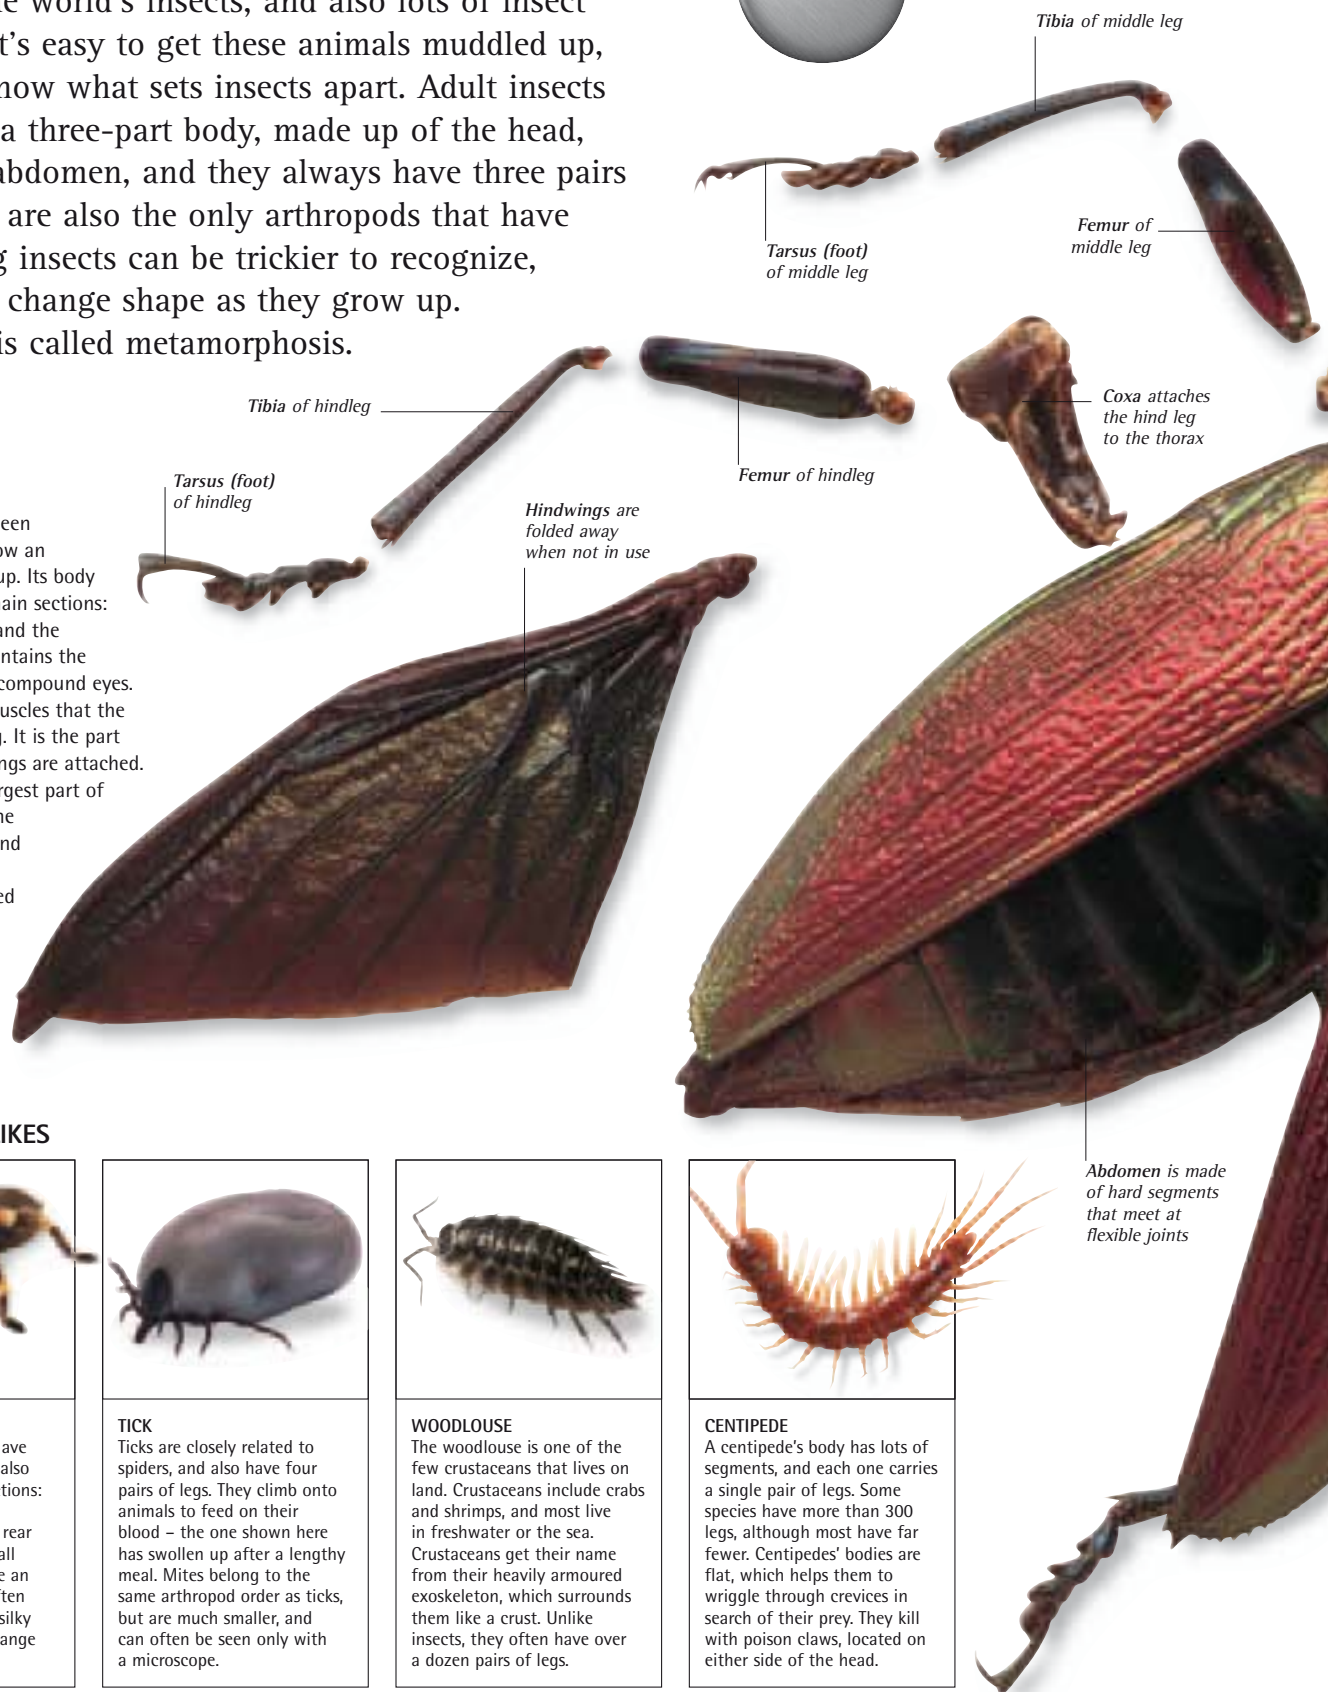 e world's insects, and also lots of insect
t's easy to get these animals muddled up,
now what sets insects apart. Adult insects
a three-part body, made up of the head,
abdomen, and they always have three pairs
are also the only arthropods that have
g insects can be trickier to recognize,
change shape as they grow up.
is called metamorphosis.
Tibia of middle leg
Tarsus (foot)
of middle leg
Femur of
middle leg
Tibia of hindleg
Femur of hindleg
Coxa attaches
the hind leg
to the thorax
Tarsus (foot)
of hindleg
Hindwings are
folded away
when not in use
een
ow an
up. Its body
ain sections:
and the
ntains the
compound eyes.
uscles that the
g. It is the part
ngs are attached.
rgest part of
he
nd
ed
Abdomen is made
of hard segments
that meet at
flexible joints
IKES
ave
also
tions:
rear
all
e an
ften
silky
ange
TICK
Ticks are closely related to
spiders, and also have four
pairs of legs. They climb onto
animals to feed on their
blood – the one shown here
has swollen up after a lengthy
meal. Mites belong to the
same arthropod order as ticks,
but are much smaller, and
can often be seen only with
a microscope.
WOODLOUSE
The woodlouse is one of the
few crustaceans that lives on
land. Crustaceans include crabs
and shrimps, and most live
in freshwater or the sea.
Crustaceans get their name
from their heavily armoured
exoskeleton, which surrounds
them like a crust. Unlike
insects, they often have over
a dozen pairs of legs.
CENTIPEDE
A centipede's body has lots of
segments, and each one carries
a single pair of legs. Some
species have more than 300
legs, although most have far
fewer. Centipedes' bodies are
flat, which helps them to
wriggle through crevices in
search of their prey. They kill
with poison claws, located on
either side of the head.